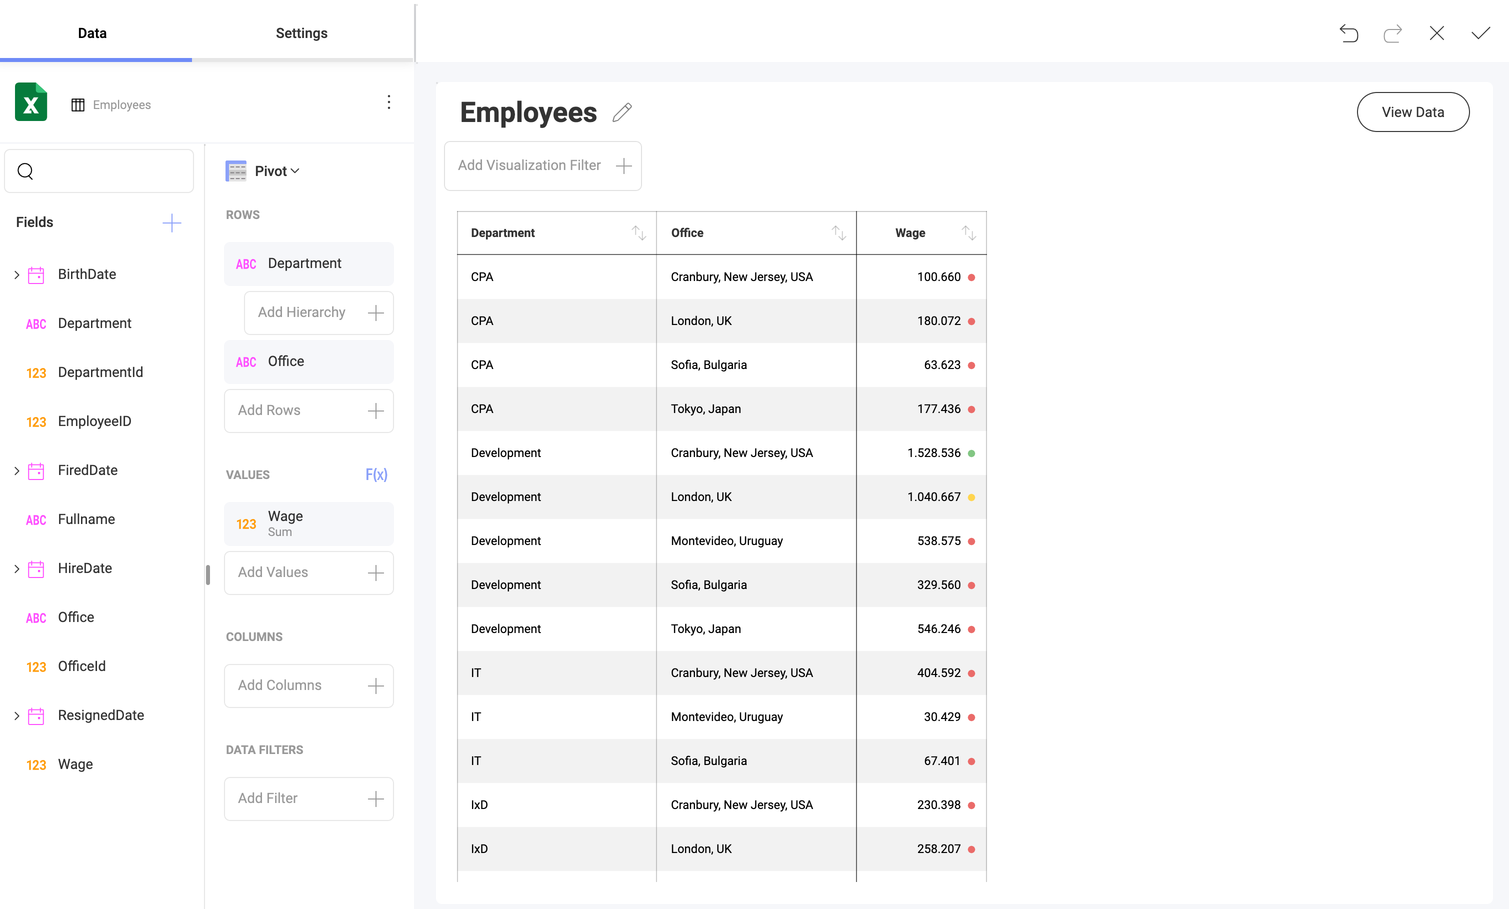 Data
Settings
X
Employees
Fields
BirthDate
ABC Department
123 DepartmentId
123 EmployeeID
FiredDate
ABC Fullname
HireDate
ABC Office
123 OfficeId
ResignedDate
123 Wage
Pivot
ROWS
ABC Department
Add Hierarchy
ABC Office
Add Rows
VALUES F(x)
123 Wage
Sum
Add Values
COLUMNS
Add Columns
DATA FILTERS
Add Filter
Employees
View Data
Add Visualization Filter
Department Office Wage
CPA Cranbury, New Jersey, USA 100.660
CPA London, UK 180.072
CPA Sofia, Bulgaria 63.623
CPA Tokyo, Japan 177.436
Development Cranbury, New Jersey, USA 1.528.536
Development London, UK 1.040.667
Development Montevideo, Uruguay 538.575
Development Sofia, Bulgaria 329.560
Development Tokyo, Japan 546.246
IT Cranbury, New Jersey, USA 404.592
IT Montevideo, Uruguay 30.429
IT Sofia, Bulgaria 67.401
IxD Cranbury, New Jersey, USA 230.398
IxD London, UK 258.207